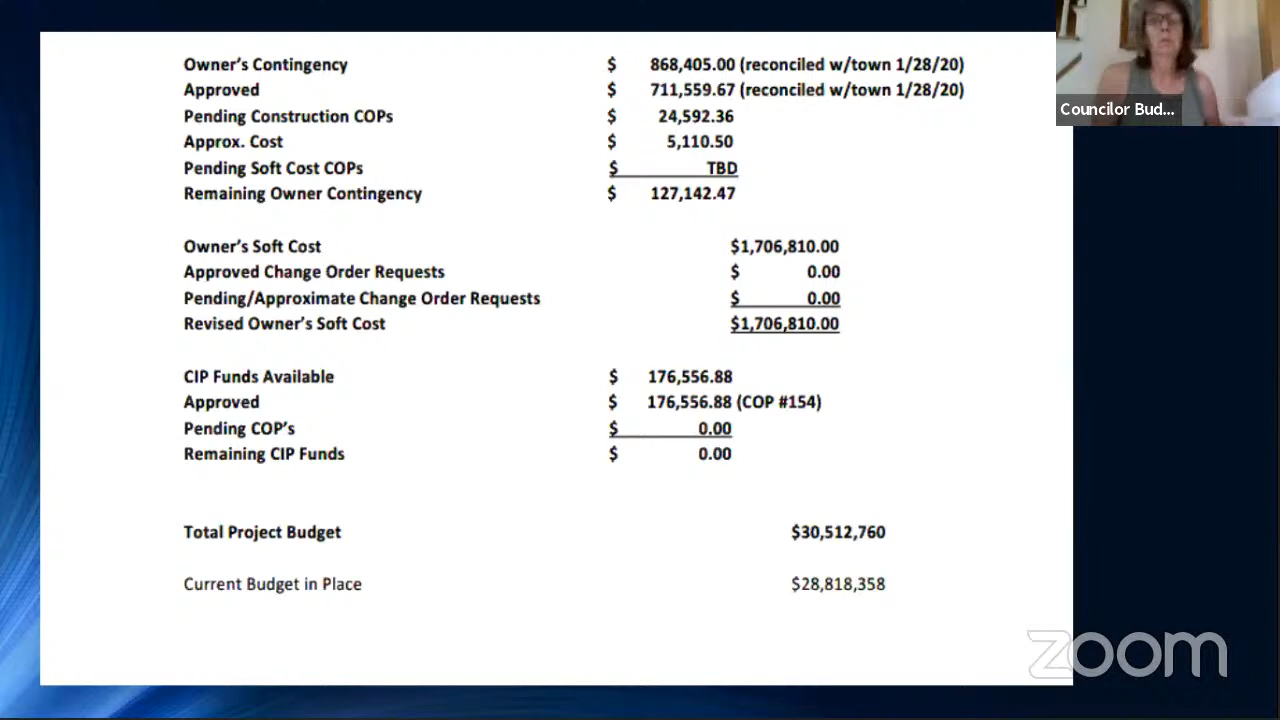 Owner's Contingency $ 868,405.00 (reconciled w/town 1/28/20)
Approved $ 711,559.67 (reconciled w/town 1/28/20)
Pending Construction COPs $ 24,592.36
Approx. Cost $ 5,110.50
Pending Soft Cost COPs $ TBD
Remaining Owner Contingency $ 127,142.47
Owner's Soft Cost $1,706,810.00
Approved Change Order Requests $ 0.00
Pending/Approximate Change Order Requests $ 0.00
Revised Owner's Soft Cost $1,706,810.00
CIP Funds Available $ 176,556.88
Approved $ 176,556.88 (COP #154)
Pending COP's $ 0.00
Remaining CIP Funds $ 0.00
Total Project Budget $30,512,760
Current Budget in Place $28,818,358
Councilor Bud...
zoom